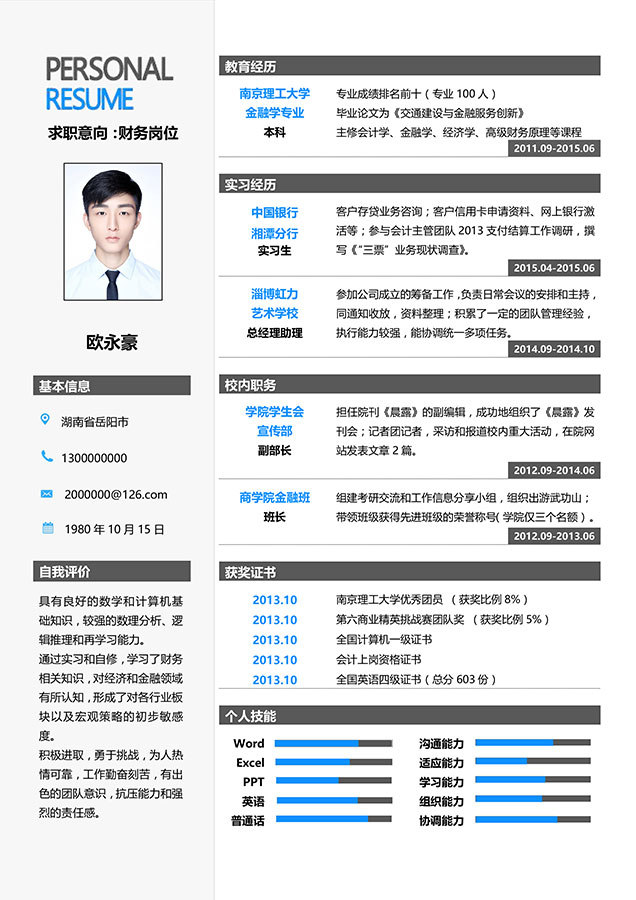 PERSONAL
RESUME
求职意向 :财务岗位
欧永豪
基本信息
湖南省岳阳市
1300000000
2000000@126.com
1980 年 10 月 15 日
自我评价
具有良好的数学和计算机基
础知识，较强的数理分析、逻
辑推理和再学习能力。
通过实习和自修，学习了财务
相关知识，对经济和金融领域
有所认知，形成了对各行业板
块以及宏观策略的初步敏感
度。
积极进取，勇于挑战，为人热
情可靠，工作勤奋刻苦，有出
色的团队意识，抗压能力和强
烈的责任感。
教育经历
南京理工大学
金融学专业
本科
专业成绩排名前十（专业 100 人）
毕业论文为《交通建设与金融服务创新》
主修会计学、金融学、经济学、高级财务原理等课程
2011.09-2015.06
实习经历
中国银行
湘潭分行
实习生
客户存贷业务咨询；客户信用卡申请资料、网上银行激
活等；参与会计主管团队 2013 支付结算工作调研，撰
写《“三票”业务现状调查》。
2015.04-2015.06
淄博虹力
艺术学校
总经理助理
参加公司成立的筹备工作 ,负责日常会议的安排和主持，
同通知收放，资料整理；积累了一定的团队管理经验，
执行能力较强，能协调统一多项任务。
2014.09-2014.10
校内职务
学院学生会
宣传部
副部长
担任院刊《晨露》的副编辑，成功地组织了《晨露》发
刊会；记者团记者，采访和报道校内重大活动，在院网
站发表文章 2 篇。
2012.09-2014.06
商学院金融班
班长
组建考研交流和工作信息分享小组，组织出游武功山；
带领班级获得先进班级的荣誉称号( 学院仅三个名额 ) 。
2012.09-2013.06
获奖证书
2013.10 南京理工大学优秀团员 （ 获奖比例 8% ）
2013.10 第六商业精英挑战赛团队奖 （ 获奖比例 5% ）
2013.10 全国计算机一级证书
2013.10 会计上岗资格证书
2013.10 全国英语四级证书（ 总分 603 份 ）
个人技能
Word
Excel
PPT
英语
普通话
沟通能力
适应能力
学习能力
组织能力
协调能力